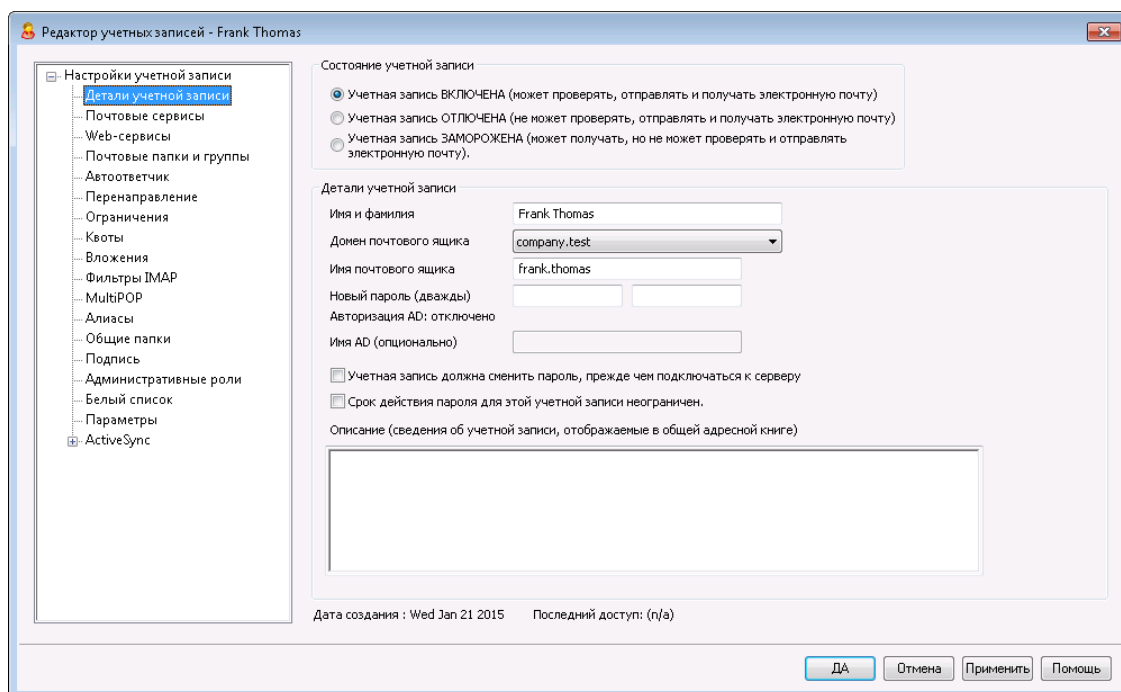 Редактор учетных записей - Frank Thomas
Настройки учетной записи
Детали учетной записи
Почтовые сервисы
Web-сервисы
Почтовые папки и группы
Автоответчик
Перенаправление
Ограничения
Квоты
Вложения
Фильтры IMAP
MultiPOP
Алиасы
Общие папки
Подпись
Административные роли
Белый список
Параметры
ActiveSync
Состояние учетной записи
Учетная запись ВКЛЮЧЕНА (может проверять, отправлять и получать электронную почту)
Учетная запись ОТЛЮЧЕНА (не может проверять, отправлять и получать электронную почту)
Учетная запись ЗАМОРОЖЕНА (может получать, но не может проверять и отправлять
электронную почту).
Детали учетной записи
Имя и фамилия Frank Thomas
Домен почтового ящика company.test
Имя почтового ящика frank.thomas
Новый пароль (дважды)
Авторизация AD: отключено
Имя AD (опционально)
Учетная запись должна сменить пароль, прежде чем подключаться к серверу
Срок действия пароля для этой учетной записи неограничен.
Описание (сведения об учетной записи, отображаемые в общей адресной книге)
Дата создания : Wed Jan 21 2015 Последний доступ: (n/a)
ДА Отмена Применить Помощь